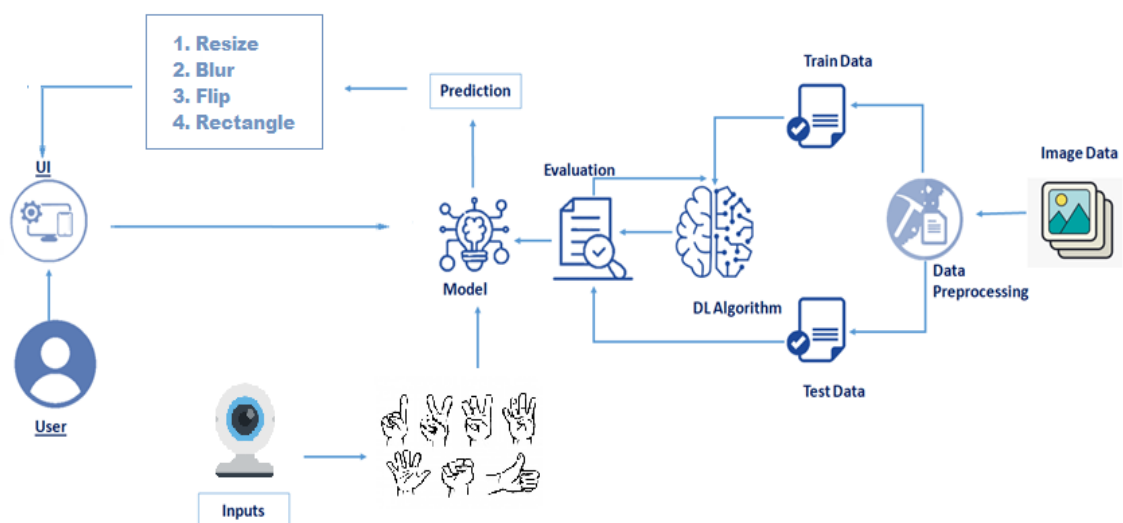 1. Resize
2. Blur
3. Flip
4. Rectangle
Prediction
Train Data
Image Data
UI
Evaluation
Model
DL Algorithm
Data
Preprocessing
Test Data
User
Inputs